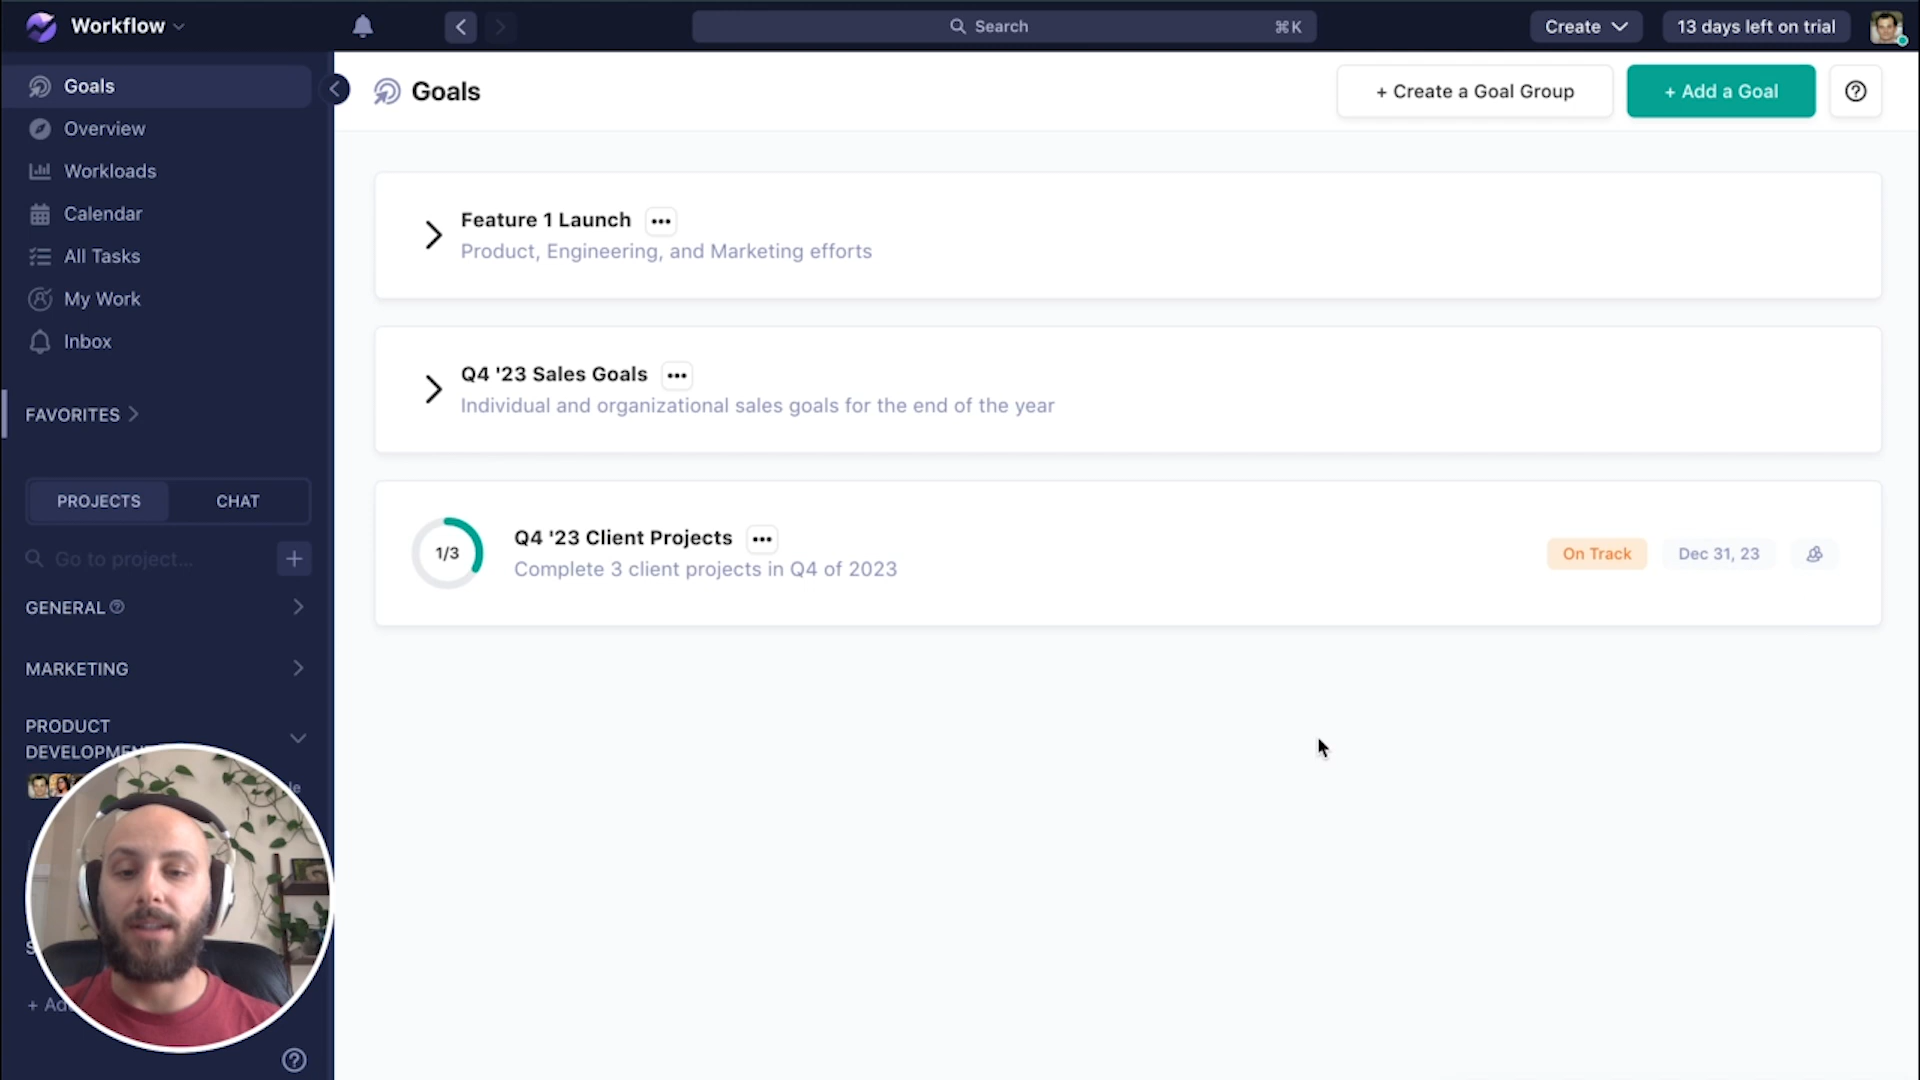 Workflow
Search
⌘K
Create
13 days left on trial
Goals
Overview
Workloads
Calendar
All Tasks
My Work
Inbox
FAVORITES
PROJECTS
CHAT
Go to project...
GENERAL
MARKETING
PRODUCT
+
Goals
+ Create a Goal Group
+ Add a Goal
Feature 1 Launch
Product, Engineering, and Marketing efforts
Q4 '23 Sales Goals
Individual and organizational sales goals for the end of the year
1/3
Q4 '23 Client Projects
Complete 3 client projects in Q4 of 2023
On Track
Dec 31, 23